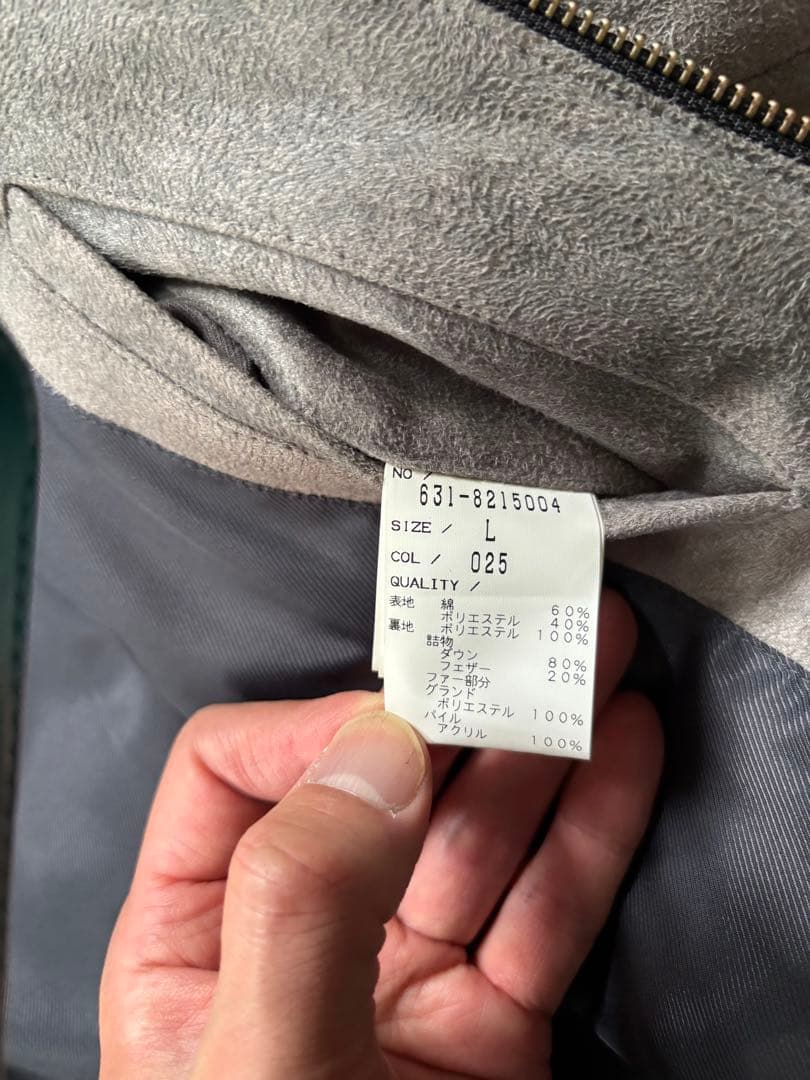 NO /
631-8215004
SIZE / L
COL / 025
QUALITY /
表地 綿 60%
ポリエステル 40%
裏地 ポリエステル 100%
詰物
ダウン 80%
フェザー 20%
ファー部分
グランド
ポリエステル 100%
パイル
アクリル 100%